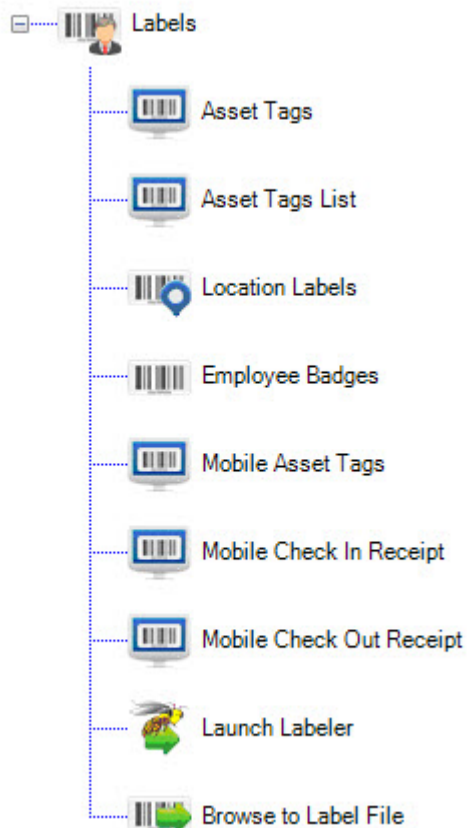 Labels
Asset Tags
Asset Tags List
Location Labels
Employee Badges
Mobile Asset Tags
Mobile Check In Receipt
Mobile Check Out Receipt
Launch Labeler
Browse to Label File